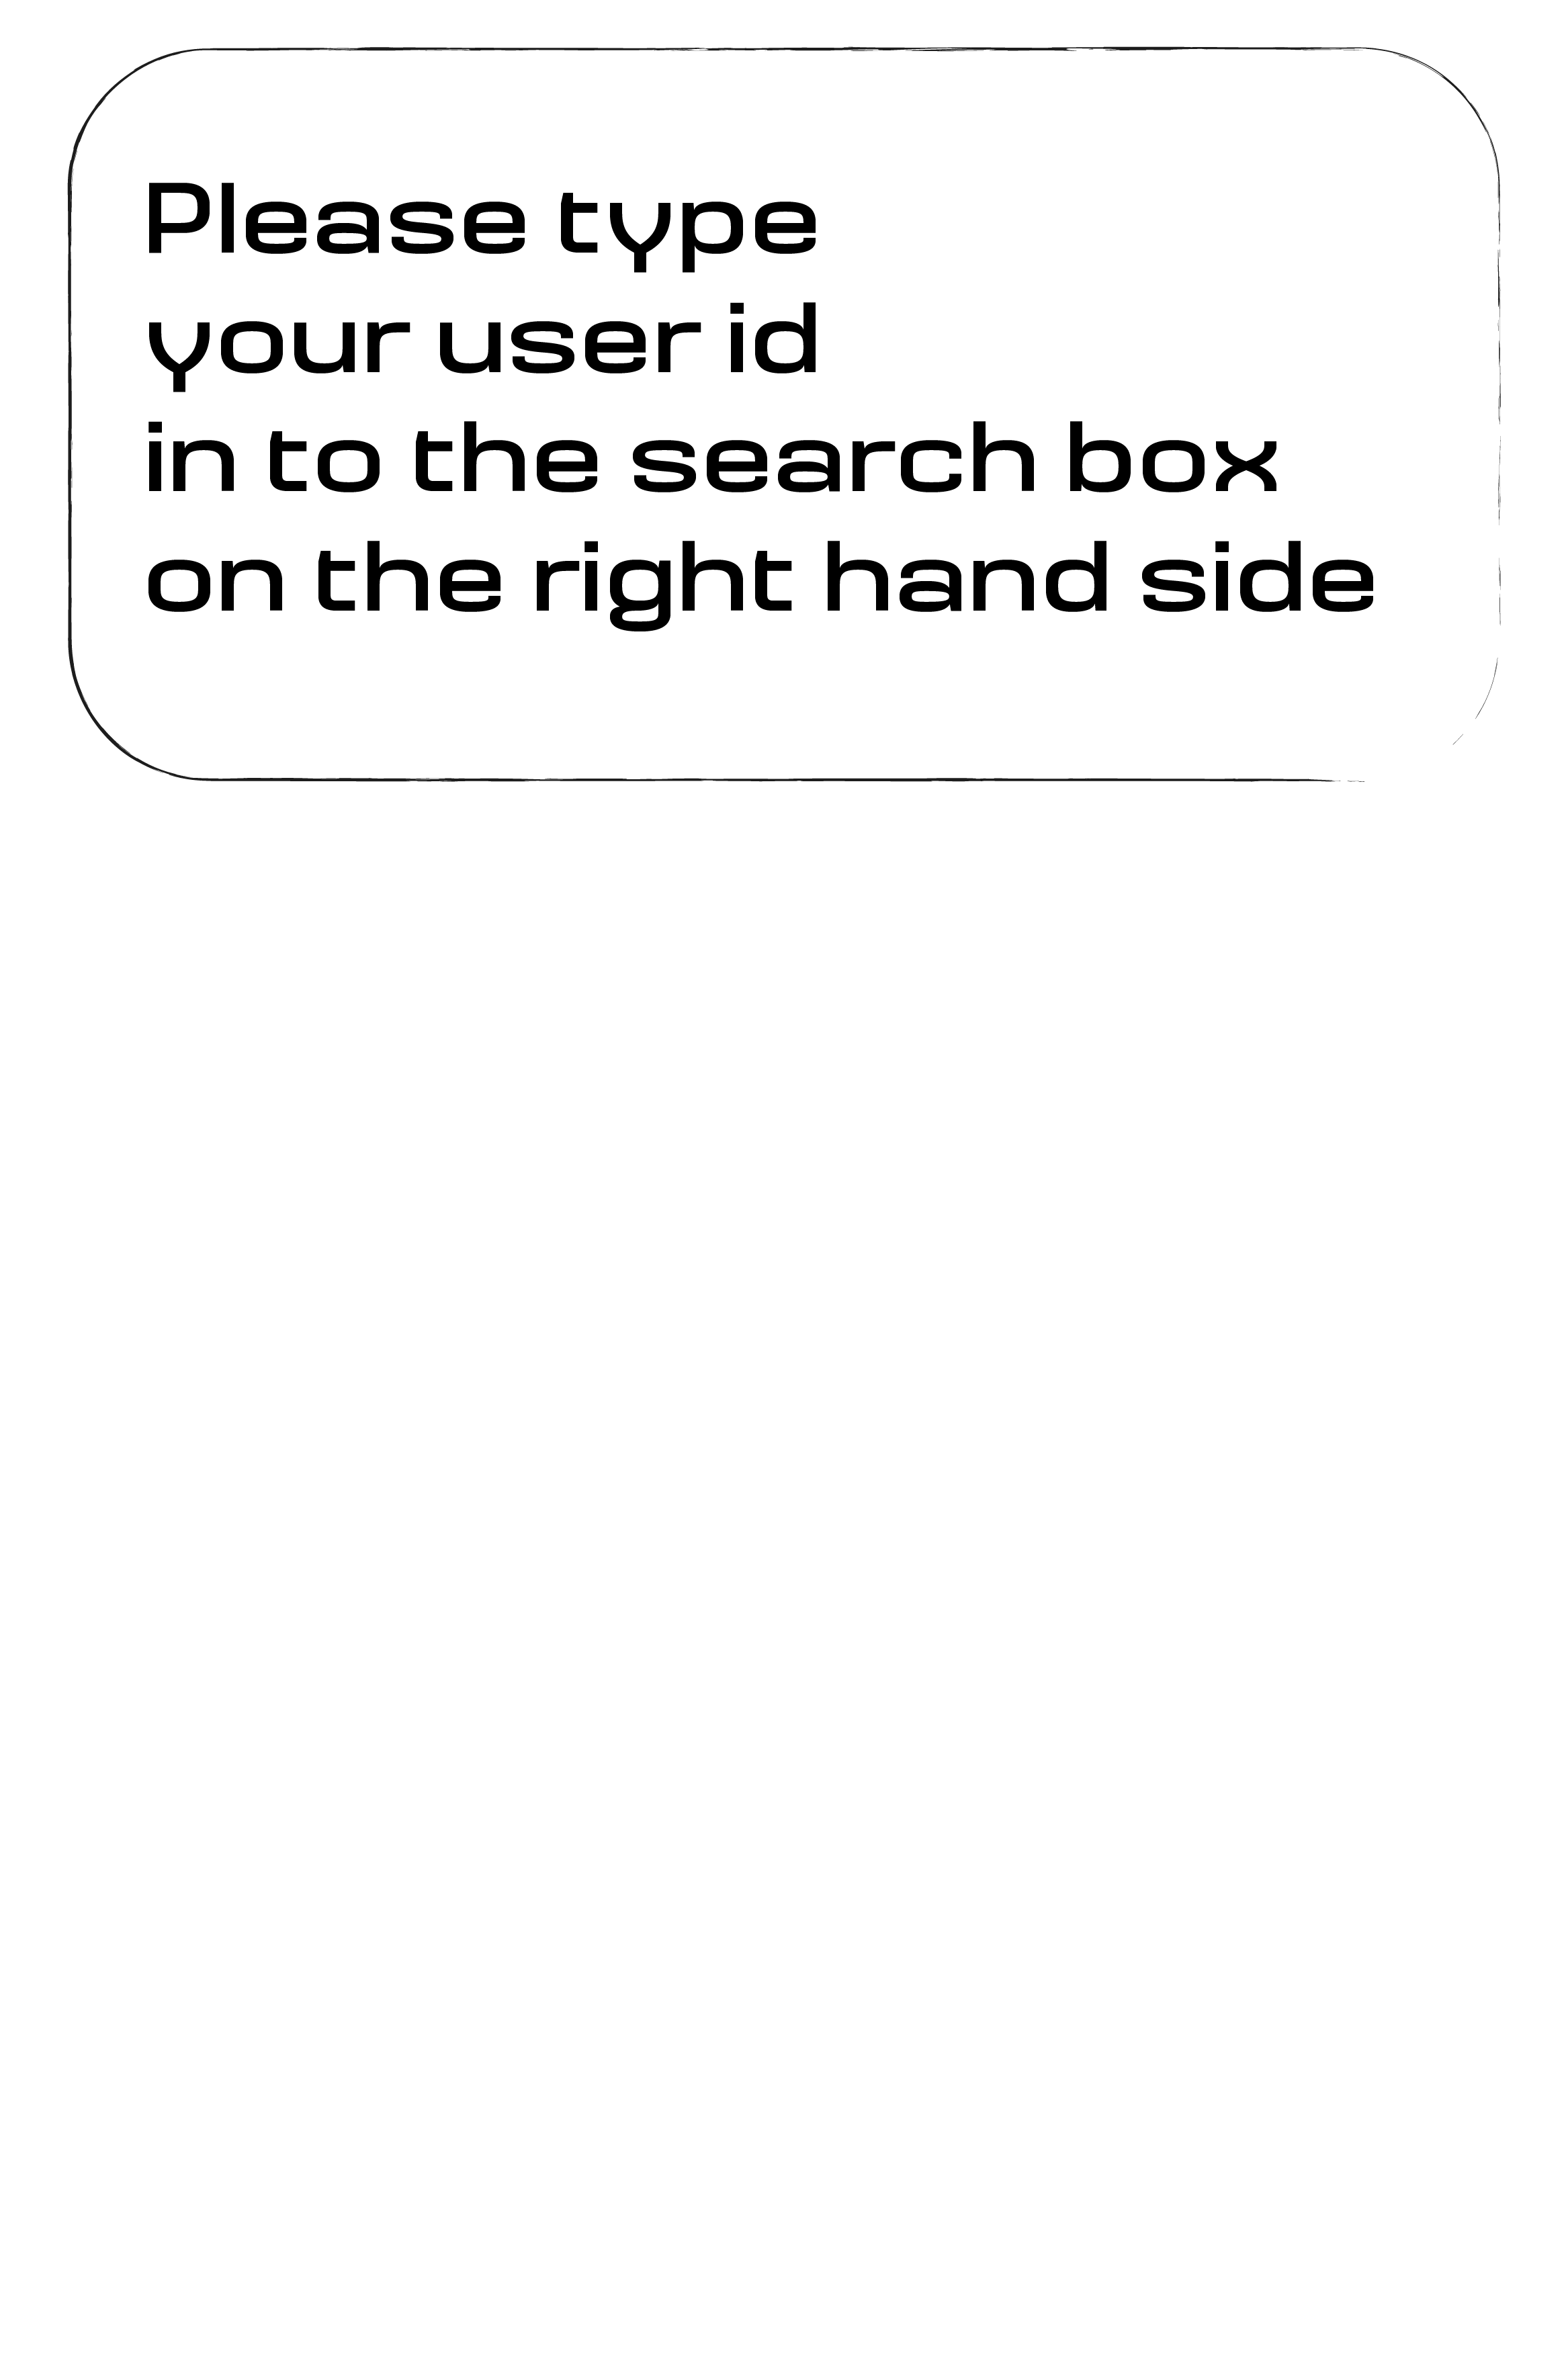 Please type
your user id
in to the search box
on the right hand side